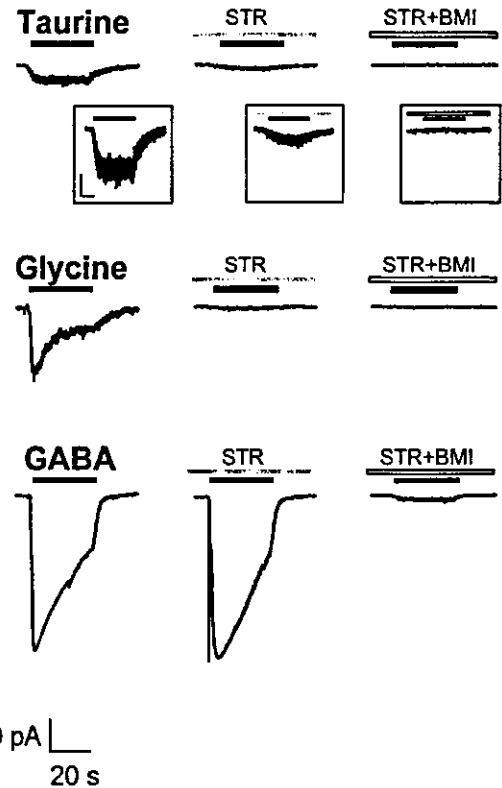 Taurine STR STR+BMI
Glycine STR STR+BMI
GABA STR STR+BMI
pA
20 s